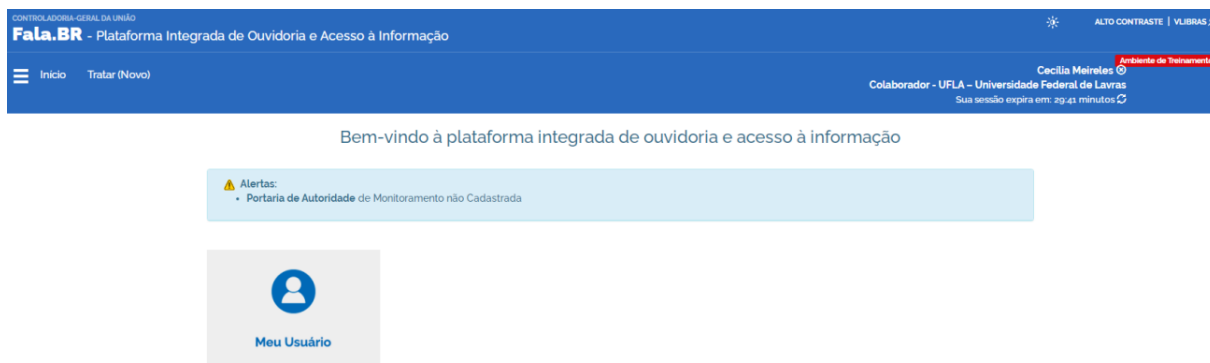 CONTROLADORIA-GERAL DA UNIÃO
Fala.BR - Plataforma Integrada de Ouvidoria e Acesso à Informação
ALTO CONTRASTE | VLIBRAS
Início Tratar (Novo)
Ambiente de Treinamento
Cecília Meireles
Colaborador - UFLA – Universidade Federal de Lavras
Sua sessão expira em: 29:41 minutos
Bem-vindo à plataforma integrada de ouvidoria e acesso à informação
Alertas:
• Portaria de Autoridade de Monitoramento não Cadastrada
Meu Usuário